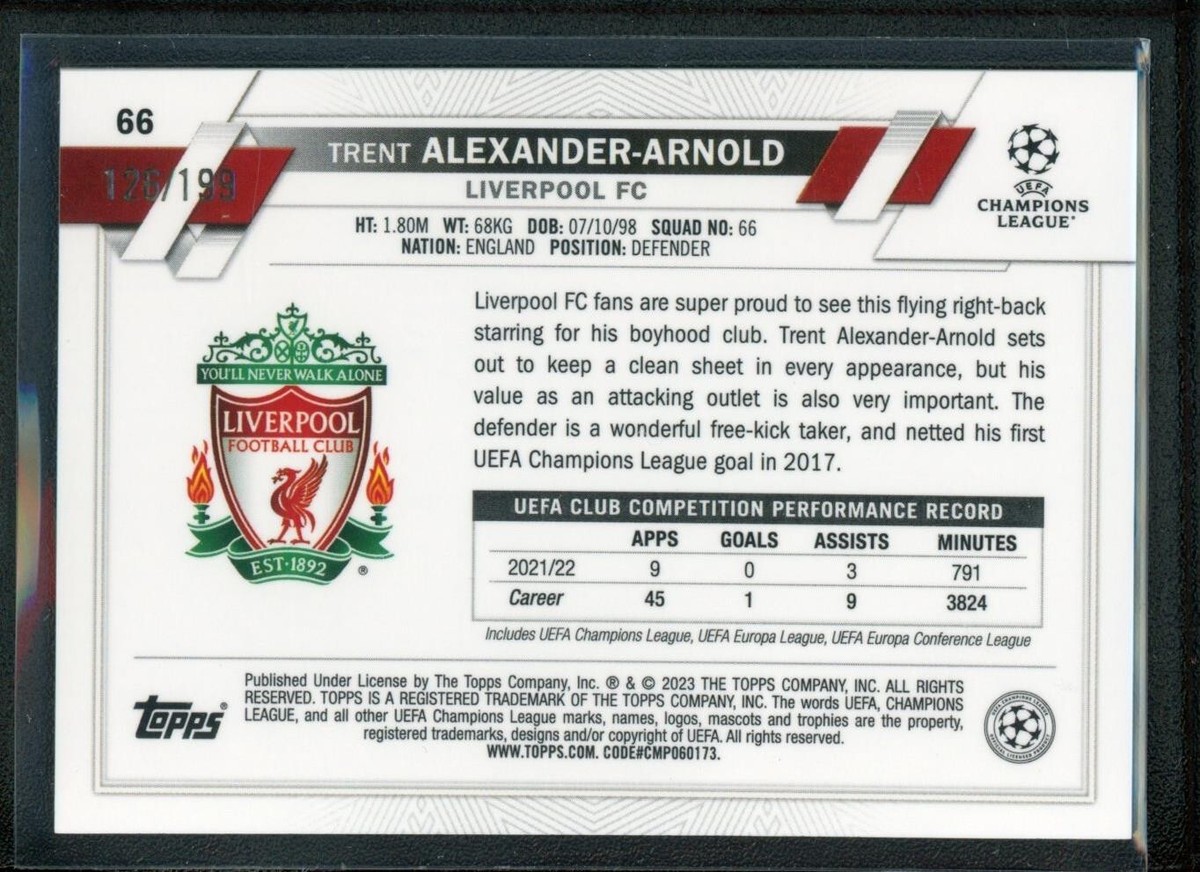 66
126/199
TRENT ALEXANDER-ARNOLD
LIVERPOOL FC
HT: 1.80M WT: 68KG DOB: 07/10/98 SQUAD NO: 66
NATION: ENGLAND POSITION: DEFENDER
UEFA
CHAMPIONS
LEAGUE®
YOU'LL NEVER WALK ALONE
LIVERPOOL
FOOTBALL CLUB
EST·1892
®
Liverpool FC fans are super proud to see this flying right-back
starring for his boyhood club. Trent Alexander-Arnold sets
out to keep a clean sheet in every appearance, but his
value as an attacking outlet is also very important. The
defender is a wonderful free-kick taker, and netted his first
UEFA Champions League goal in 2017.
UEFA CLUB COMPETITION PERFORMANCE RECORD
APPS GOALS ASSISTS MINUTES
2021/22 9 0 3 791
Career 45 1 9 3824
Includes UEFA Champions League, UEFA Europa League, UEFA Europa Conference League
Topps®
Published Under License by The Topps Company, Inc. ® & © 2023 THE TOPPS COMPANY, INC. ALL RIGHTS
RESERVED. TOPPS IS A REGISTERED TRADEMARK OF THE TOPPS COMPANY, INC. The words UEFA, CHAMPIONS
LEAGUE, and all other UEFA Champions League marks, names, logos, mascots and trophies are the property,
registered trademarks, designs and/or copyright of UEFA. All rights reserved.
WWW.TOPPS.COM. CODE#CMP060173.